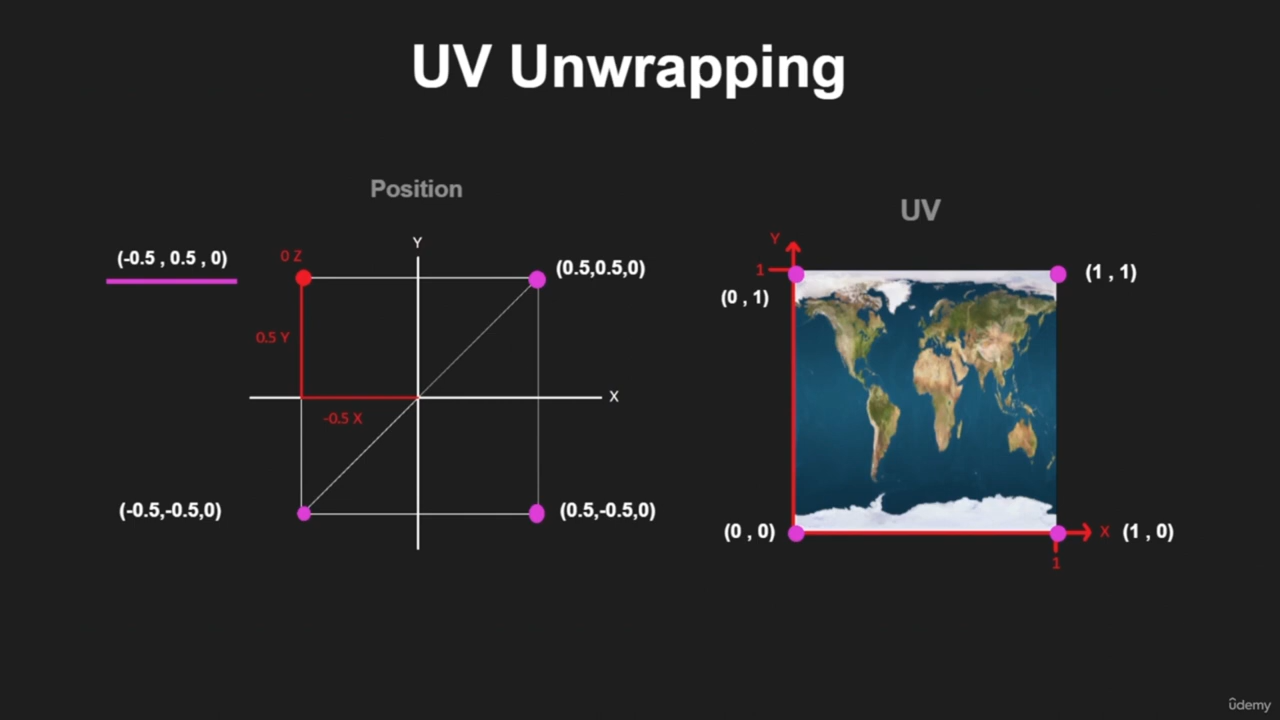 UV Unwrapping
Position
UV
(-0.5 , 0.5 , 0)
0 Z
Y
(0.5,0.5,0)
0.5 Y
X
-0.5 X
(-0.5,-0.5,0)
(0.5,-0.5,0)
Y
1
(0 , 1)
(1 , 1)
(0 , 0)
X
(1 , 0)
1
ûdemy